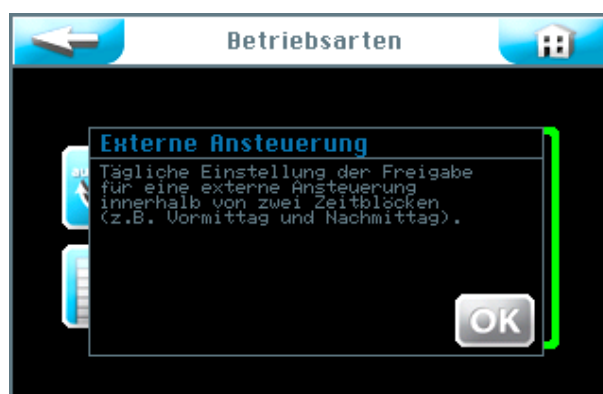 Betriebsarten
Externe Ansteuerung
Tägliche Einstellung der Freigabe
für eine externe Ansteuerung
innerhalb von zwei Zeitblöcken
(z.B. Vormittag und Nachmittag).
OK